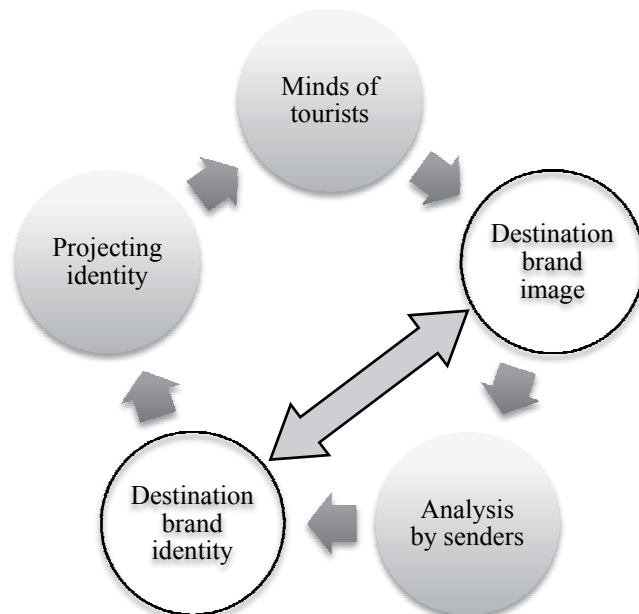 Minds of
tourists
Destination
brand
image
Analysis
by senders
Destination
brand
identity
Projecting
identity